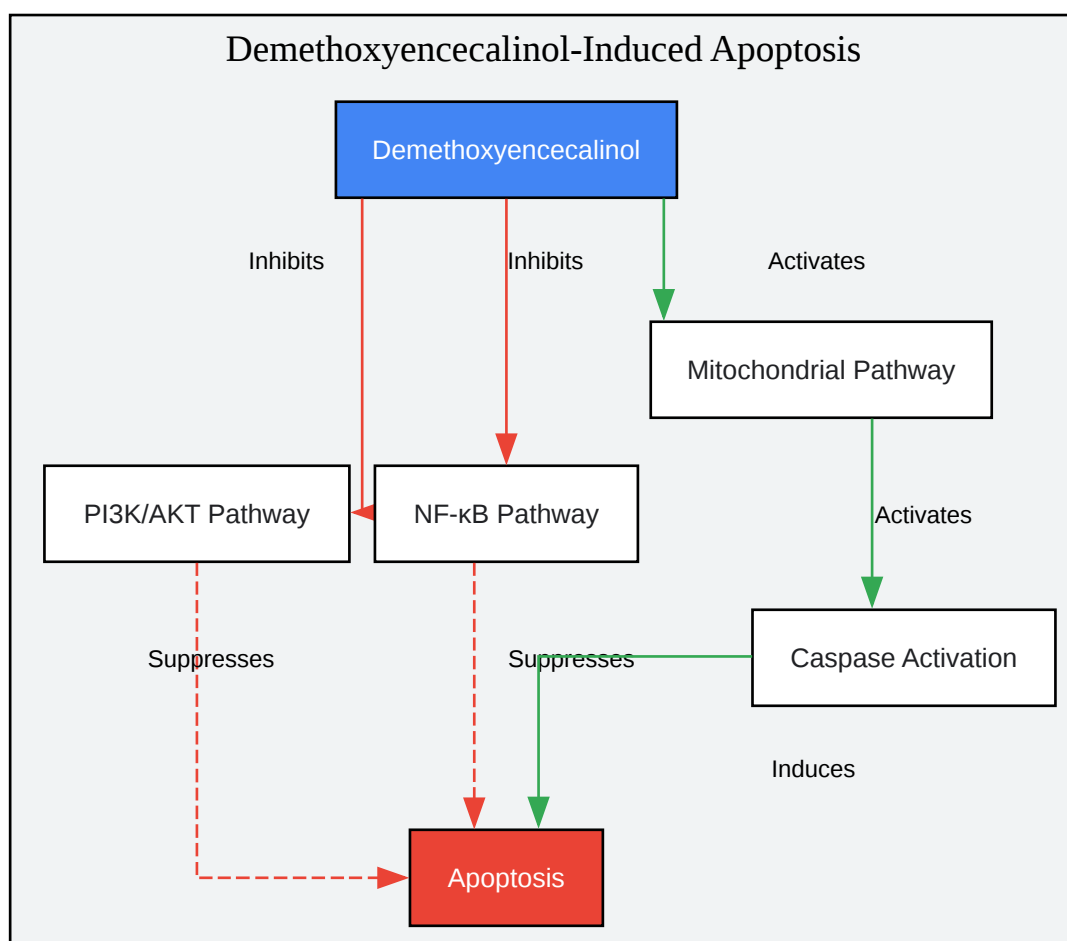 Demethoxyencecalinol-Induced Apoptosis
Demethoxyencecalinol
Inhibits
Inhibits
Activates
Mitochondrial Pathway
PI3K/AKT Pathway
NF-κB Pathway
Activates
Suppresses
Suppresses
Caspase Activation
Induces
Apoptosis